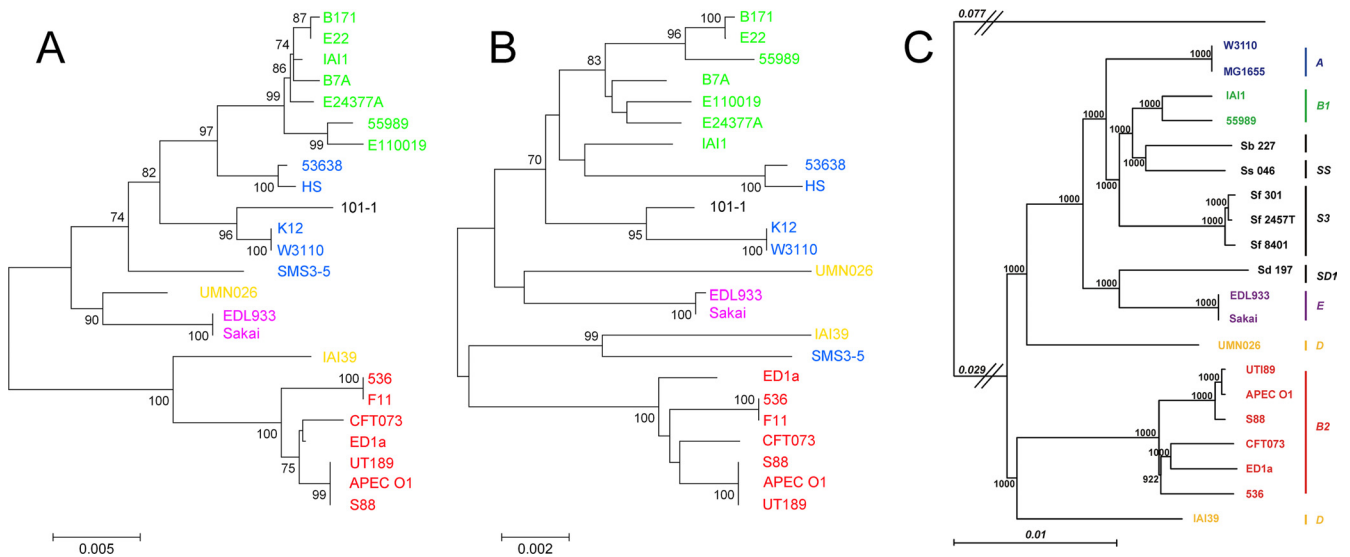 A
87
B171
E22
74
IAI1
86
B7A
E24377A
99
55989
97
99
E110019
53638
82
100
HS
101-1
74
96
K12
100
W3110
SMS3-5
UMN026
90
EDL933
100
Sakai
IAI39
100
536
100
F11
100
CFT073
ED1a
75
UT189
APEC O1
99
S88
0.005
B
100
B171
96
E22
55989
83
B7A
E110019
E24377A
IAI1
70
53638
100
HS
101-1
95
K12
100
W3110
UMN026
EDL933
100
Sakai
99
IAI39
SMS3-5
ED1a
100
100
536
F11
CFT073
S88
APEC O1
100
UT189
0.002
C
0.077
1000
W3110
MG1655
A
1000
1000
IAI1
55989
B1
1000
1000
Sb 227
Ss 046
SS
1000
1000
Sf 301
1000
Sf 2457T
Sf 8401
S3
1000
1000
Sd 197
SD1
1000
EDL933
Sakai
E
1000
UMN026
D
0.029
1000
UTI89
1000
APEC O1
S88
B2
1000
1000
CFT073
ED1a
922
536
1000
IAI39
D
0.01